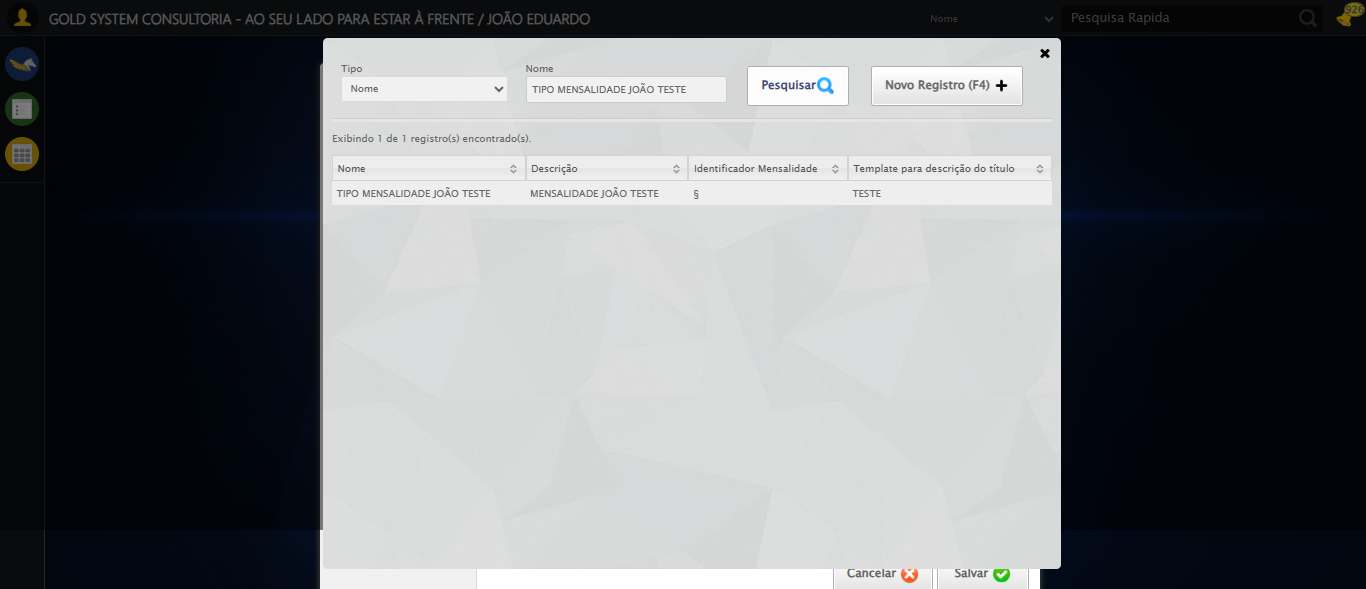 GOLD SYSTEM CONSULTORIA - AO SEU LADO PARA ESTAR À FRENTE / JOÃO EDUARDO
Nome
Pesquisa Rapida
926
Tipo
Nome
Nome
TIPO MENSALIDADE JOÃO TESTE
Pesquisar
Novo Registro (F4)
Exibindo 1 de 1 registro(s) encontrado(s).
Nome Descrição Identificador Mensalidade Template para descrição do título
TIPO MENSALIDADE JOÃO TESTE MENSALIDADE JOÃO TESTE § TESTE
Cancelar
Salvar